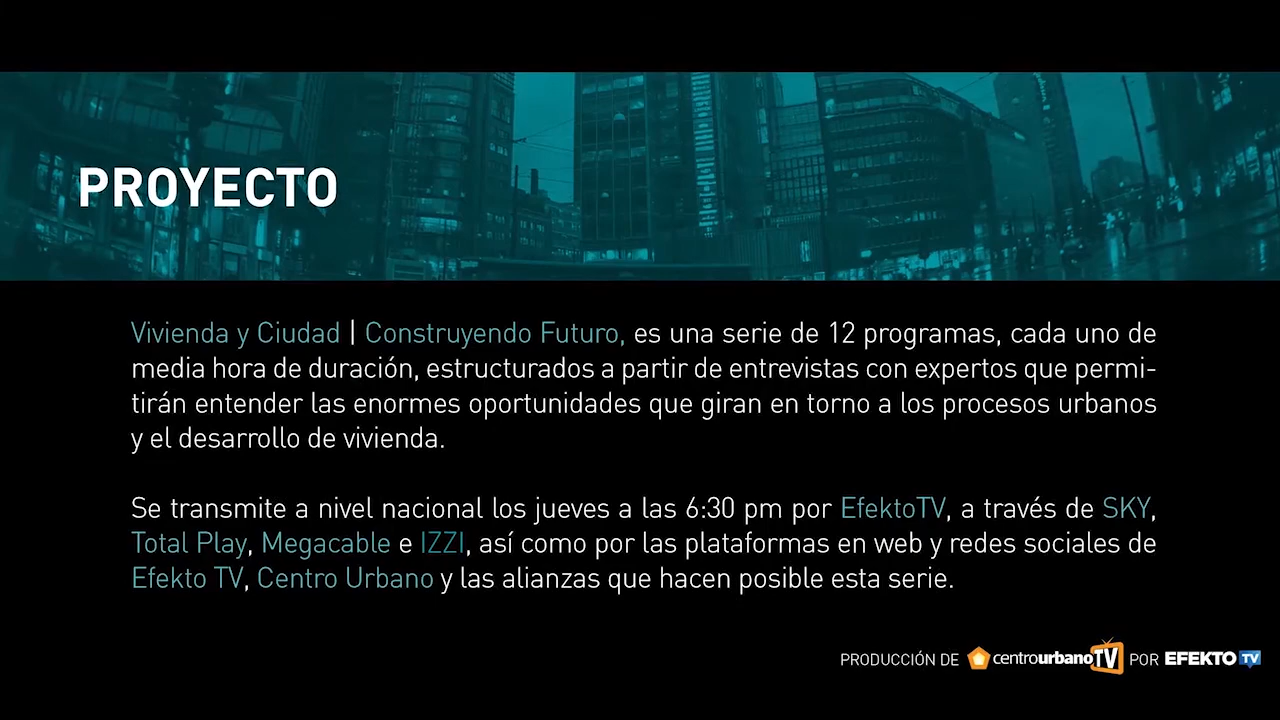 PROYECTO
Vivienda y Ciudad | Construyendo Futuro, es una serie de 12 programas, cada uno de
media hora de duración, estructurados a partir de entrevistas con expertos que permi-
tirán entender las enormes oportunidades que giran en torno a los procesos urbanos
y el desarrollo de vivienda.
Se transmite a nivel nacional los jueves a las 6:30 pm por EfektoTV, a través de SKY,
Total Play, Megacable e IZZI, así como por las plataformas en web y redes sociales de
Efekto TV, Centro Urbano y las alianzas que hacen posible esta serie.
PRODUCCIÓN DE centrourbanoTV POR EFEKTO TV